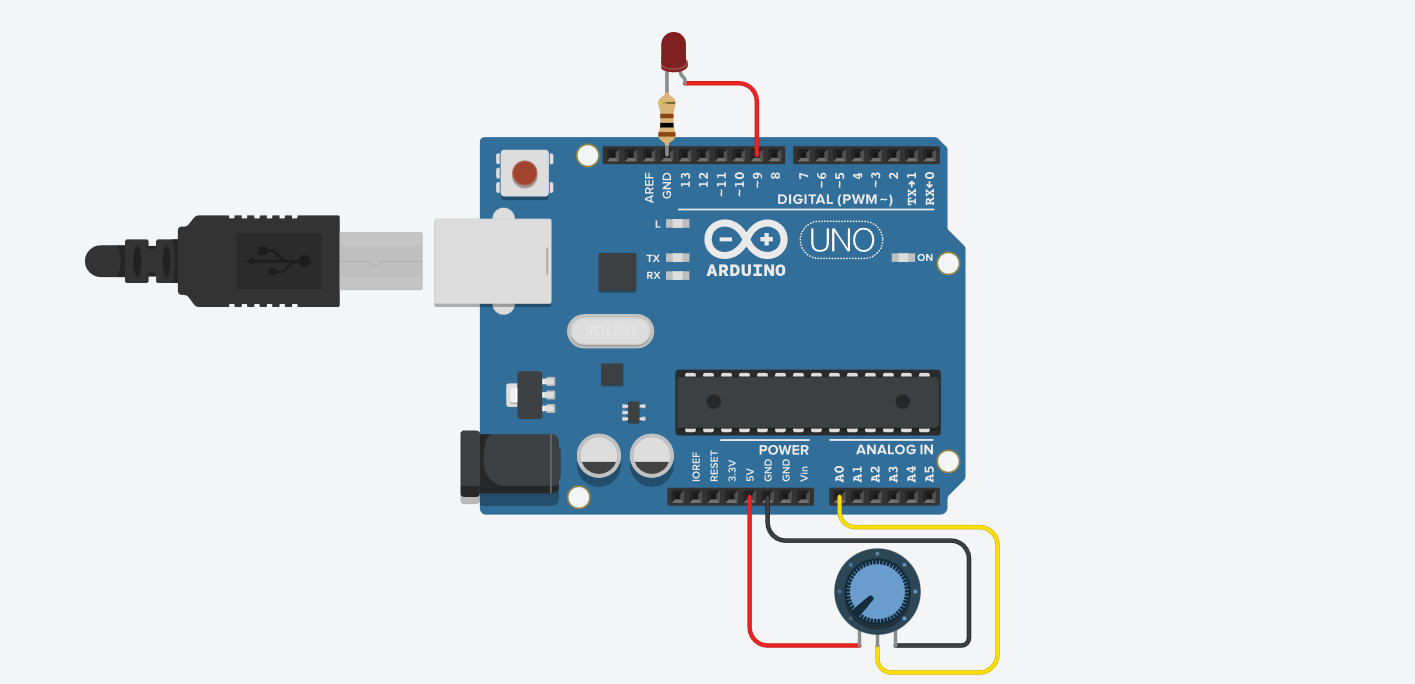 AREF
GND
13
12
~11
~10
~9
8
7
~6
~5
4
~3
2
TX→1
RX←0
DIGITAL (PWM~)
L
TX
RX
ARDUINO
UNO
ON
SPK16.000G
POWER
ANALOG IN
IOREF
RESET
3.3V
5V
GND
GND
Vin
A0
A1
A2
A3
A4
A5